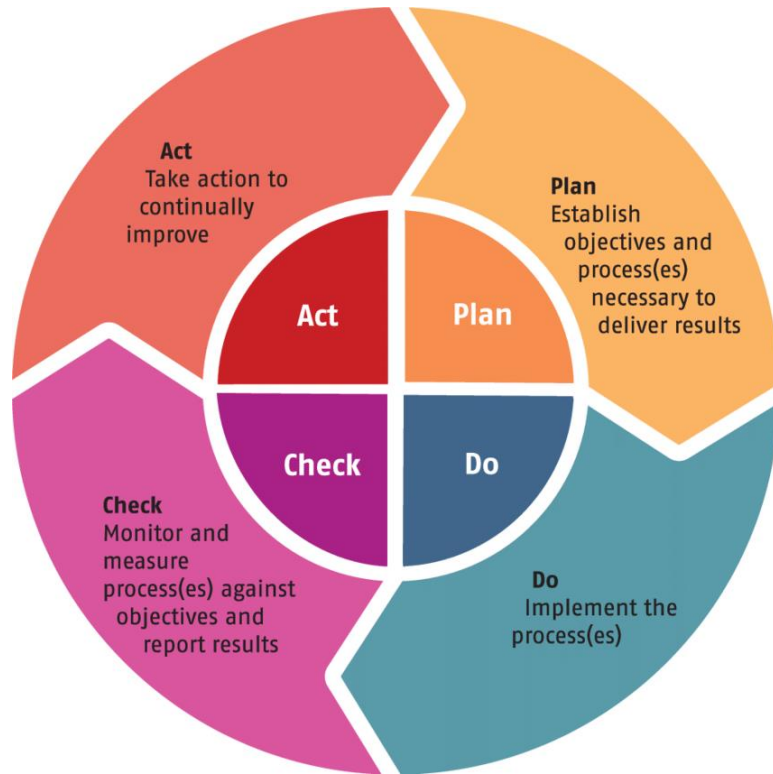 Act
Take action to
continually
improve
Plan
Establish
objectives and
process(es)
necessary to
deliver results
Act
Plan
Check
Do
Check
Monitor and
measure
process(es) against
objectives and
report results
Do
Implement the
process(es)